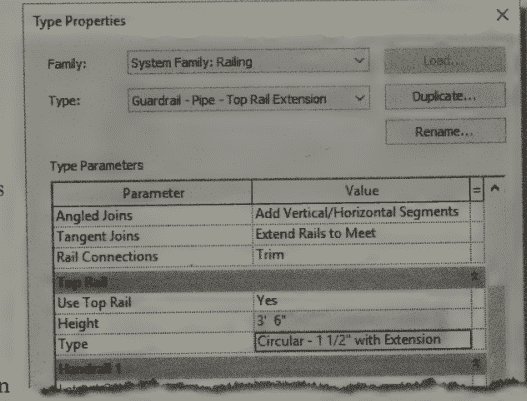 Type Properties
Family: System Family: Railing Load...
Type: Guardrail - Pipe - Top Rail Extension Duplicate...
Rename...
Type Parameters
Parameter Value =
Angled Joins Add Vertical/Horizontal Segments
Tangent Joins Extend Rails to Meet
Rail Connections Trim
Top Rail
Use Top Rail Yes
Height 3' 6"
Type Circular - 1 1/2" with Extension
Handrail 1
s
n